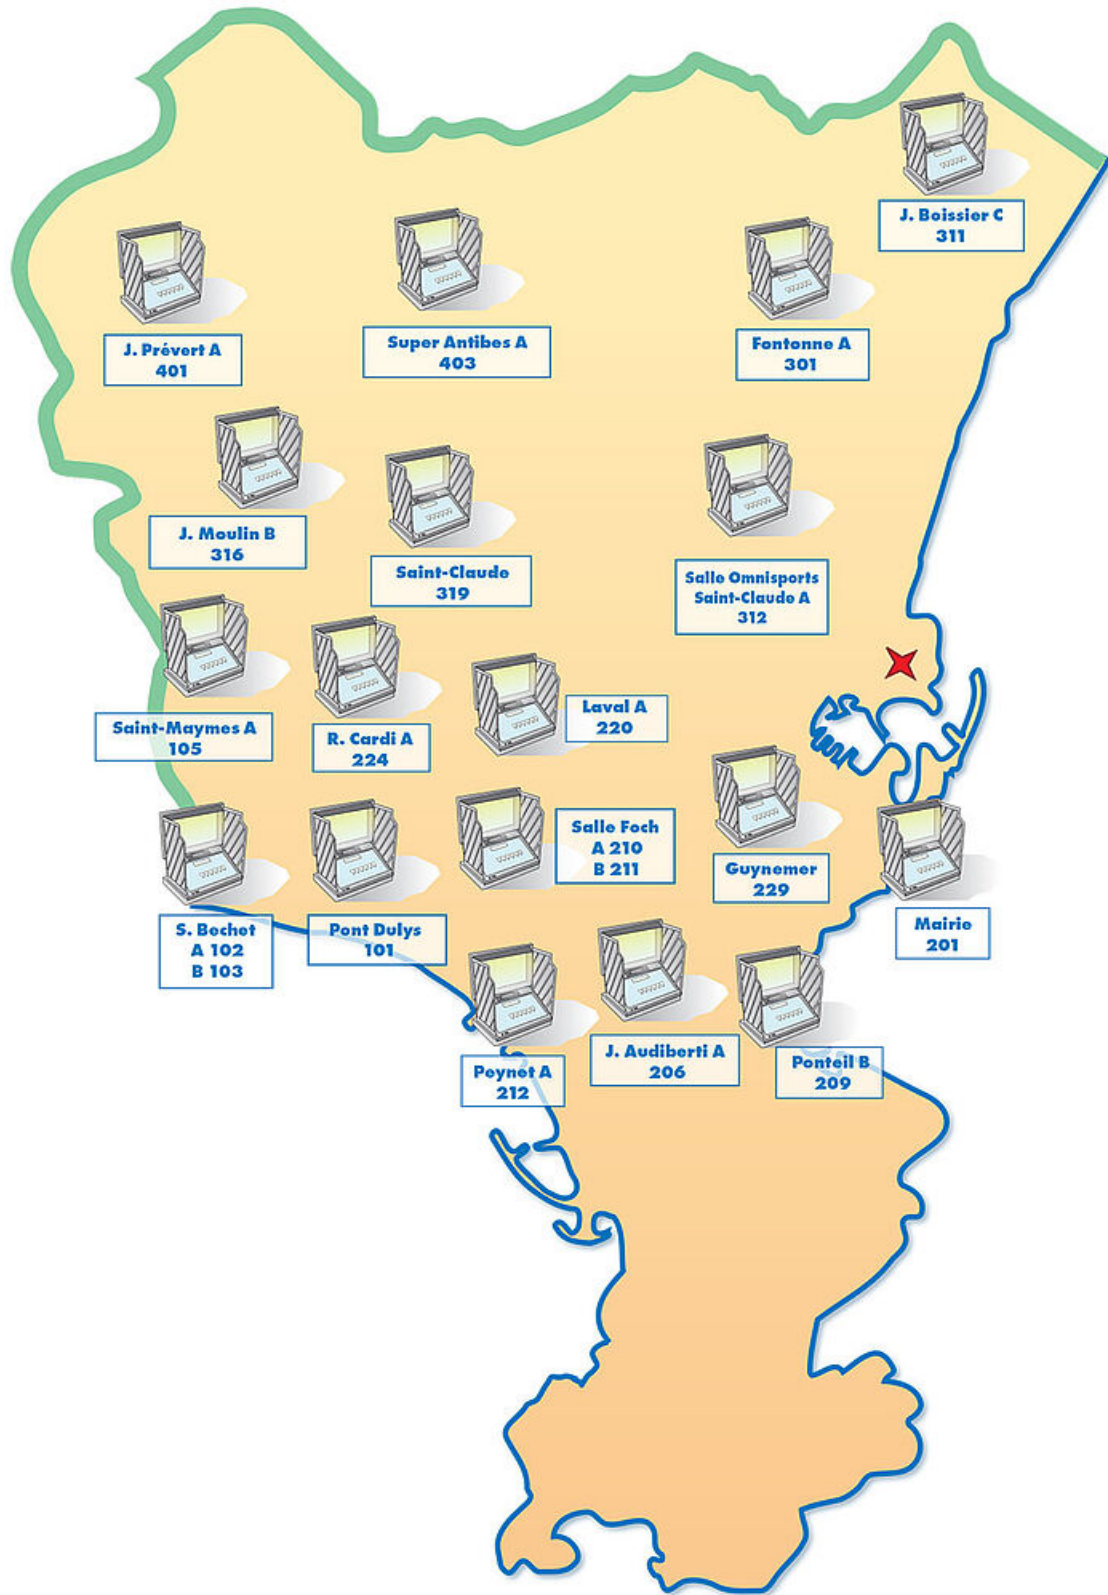 J. Boissier C
311
J. Prévert A
401
Super Antibes A
403
Fontonne A
301
J. Moulin B
316
Saint-Claude
319
Salle Omnisports
Saint-Claude A
312
Saint-Maymes A
105
R. Cardi A
224
Laval A
220
Salle Foch
A 210
B 211
Guynemer
229
Mairie
201
S. Bechet
A 102
B 103
Pont Dulys
101
Peynet A
212
J. Audiberti A
206
Ponteil B
209